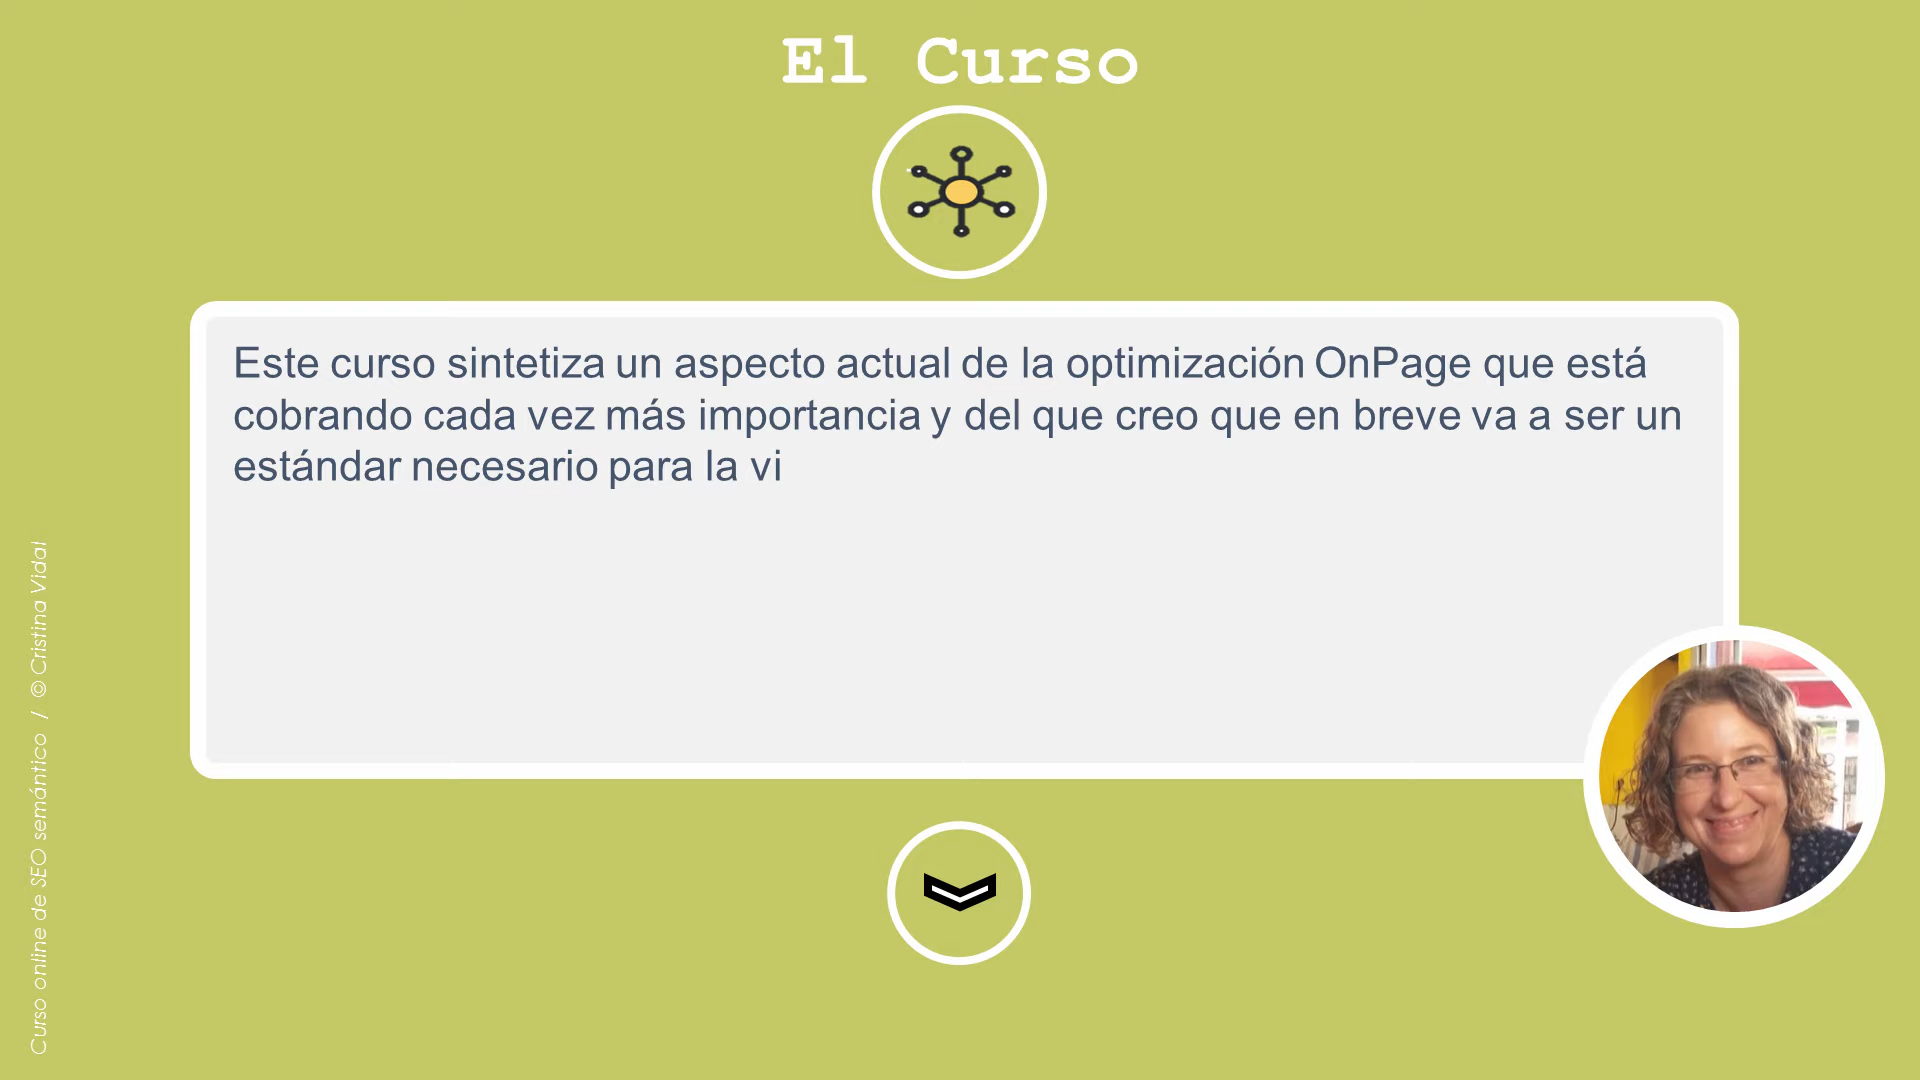 El Curso
Este curso sintetiza un aspecto actual de la optimización OnPage que está
cobrando cada vez más importancia y del que creo que en breve va a ser un
estándar necesario para la vi
Curso online de SEO semántico / © Cristina Vidal